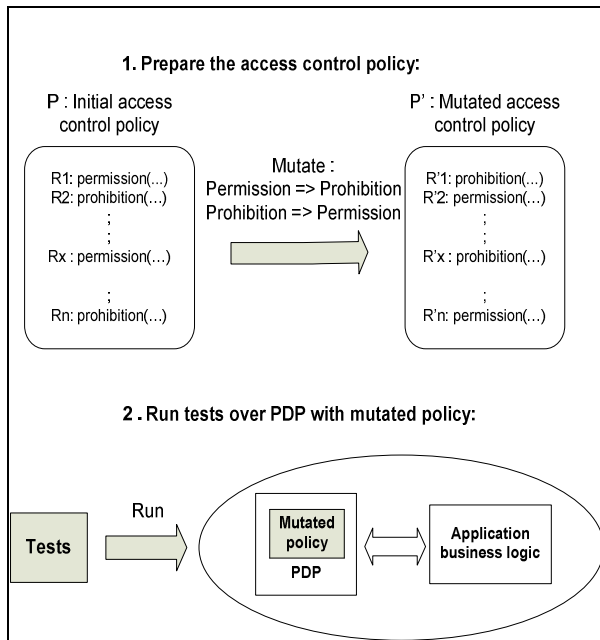 1. Prepare the access control policy:
P : Initial access
control policy
R1: permission(...)
R2: prohibition(...)
;
;
Rx : permission(...)
;
Rn: prohibition(...)
Mutate :
Permission => Prohibition
Prohibition => Permission
P' : Mutated access
control policy
R'1: prohibition(...)
R'2: permission(...)
;
;
R'x : prohibition(...)
;
R'n: permission(...)
2 . Run tests over PDP with mutated policy:
Tests
Run
Mutated
policy
PDP
Application
business logic